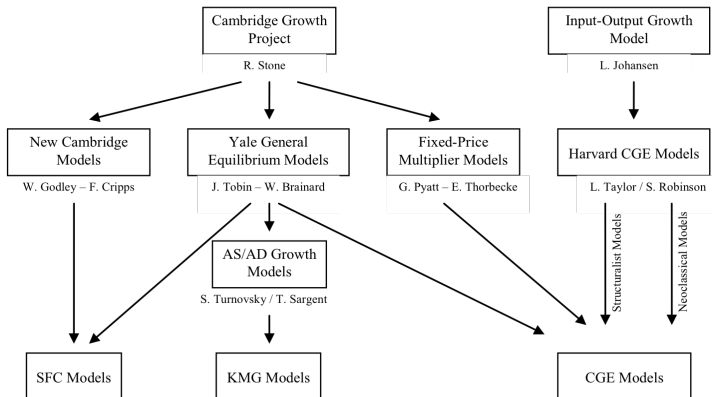 Cambridge Growth
Project
R. Stone
Input-Output Growth
Model
L. Johansen
New Cambridge
Models
W. Godley – F. Cripps
Yale General
Equilibrium Models
J. Tobin – W. Brainard
Fixed-Price
Multiplier Models
G. Pyatt – E. Thorbecke
Harvard CGE Models
L. Taylor / S. Robinson
AS/AD Growth
Models
S. Turnovsky / T. Sargent
Structuralist Models
Neoclassical Models
SFC Models
KMG Models
CGE Models